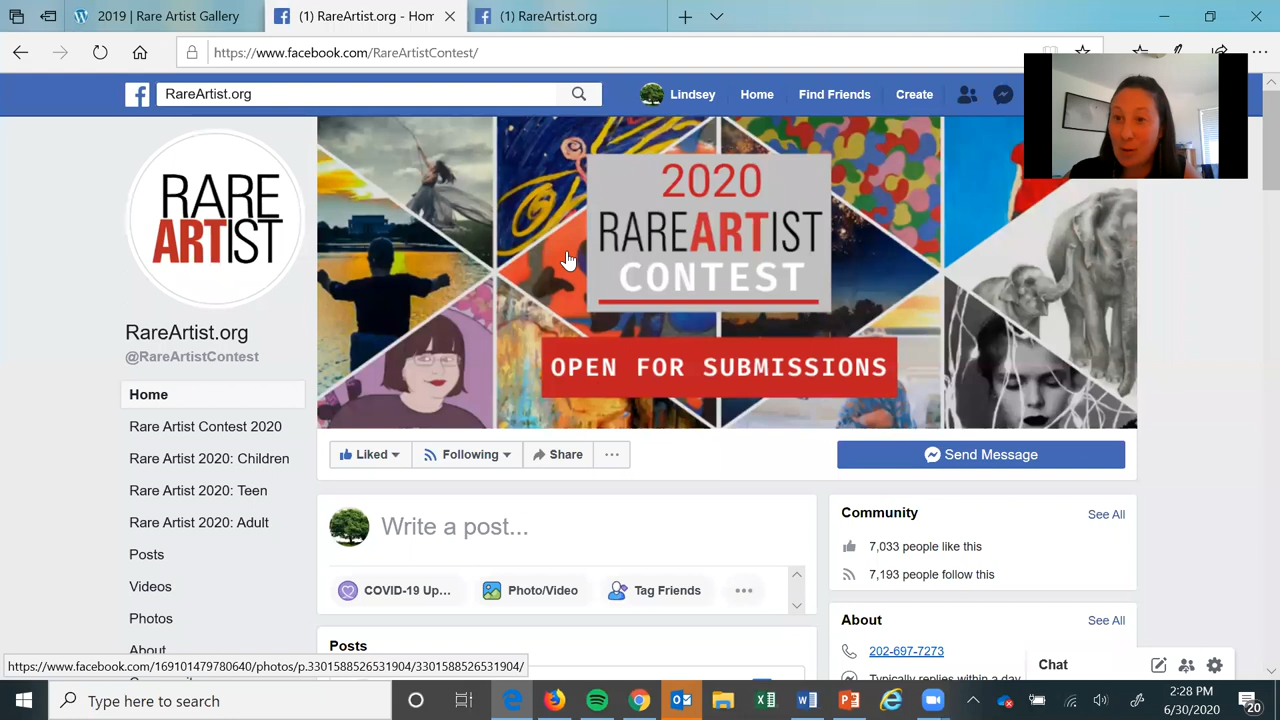 2019 | Rare Artist Gallery
(1) RareArtist.org - Hom
(1) RareArtist.org
https://www.facebook.com/RareArtistContest/
RareArtist.org
Lindsey
Home
Find Friends
Create
RARE
ARTIST
2020
RAREARTIST
CONTEST
OPEN FOR SUBMISSIONS
RareArtist.org
@RareArtistContest
Home
Rare Artist Contest 2020
Rare Artist 2020: Children
Rare Artist 2020: Teen
Rare Artist 2020: Adult
Posts
Videos
Photos
About
Liked
Following
Share
Send Message
Write a post...
COVID-19 Up...
Photo/Video
Tag Friends
Posts
Community
See All
7,033 people like this
7,193 people follow this
About
See All
202-697-7273
Typically replies within a day
Chat
https://www.facebook.com/169101479780640/photos/p.3301588526531904/3301588526531904/
Type here to search
2:28 PM
6/30/2020
20